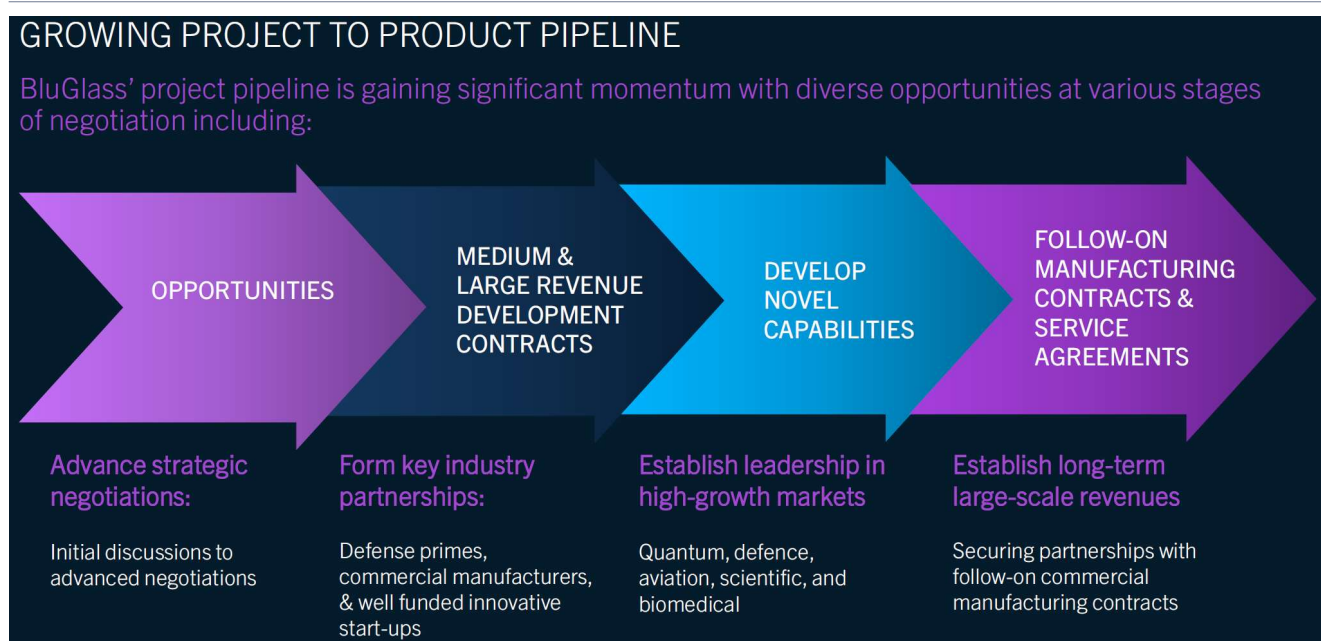 GROWING PROJECT TO PRODUCT PIPELINE
BluGlass’ project pipeline is gaining significant momentum with diverse opportunities at various stages
of negotiation including:
OPPORTUNITIES
MEDIUM &
LARGE REVENUE
DEVELOPMENT
CONTRACTS
DEVELOP
NOVEL
CAPABILITIES
FOLLOW-ON
MANUFACTURING
CONTRACTS &
SERVICE
AGREEMENTS
Advance strategic
negotiations:
Initial discussions to
advanced negotiations
Form key industry
partnerships:
Defense primes,
commercial manufacturers,
& well funded innovative
start-ups
Establish leadership in
high-growth markets
Quantum, defence,
aviation, scientific, and
biomedical
Establish long-term
large-scale revenues
Securing partnerships with
follow-on commercial
manufacturing contracts